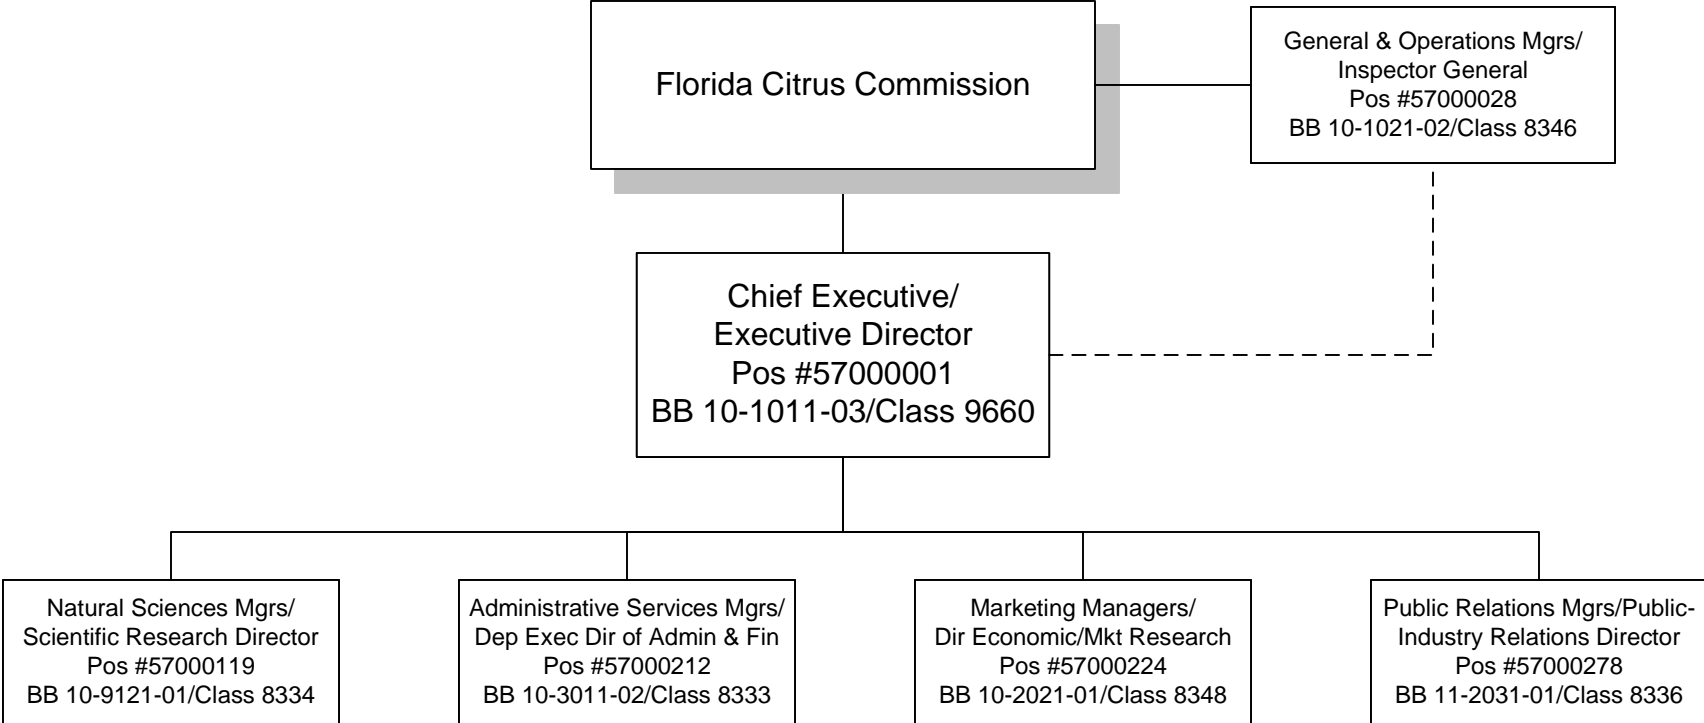 Florida Citrus Commission
General & Operations Mgrs/
Inspector General
Pos #57000028
BB 10-1021-02/Class 8346
Chief Executive/
Executive Director
Pos #57000001
BB 10-1011-03/Class 9660
Natural Sciences Mgrs/
Scientific Research Director
Pos #57000119
BB 10-9121-01/Class 8334
Administrative Services Mgrs/
Dep Exec Dir of Admin & Fin
Pos #57000212
BB 10-3011-02/Class 8333
Marketing Managers/
Dir Economic/Mkt Research
Pos #57000224
BB 10-2021-01/Class 8348
Public Relations Mgrs/Public-
Industry Relations Director
Pos #57000278
BB 11-2031-01/Class 8336